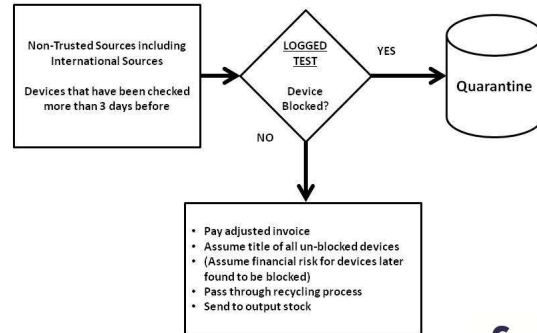 Non-Trusted Sources including
International Sources
Devices that have been checked
more than 3 days before
LOGGED
TEST
Device
Blocked?
YES
Quarantine
NO
• Pay adjusted invoice
• Assume title of all un-blocked devices
• (Assume financial risk for devices later
found to be blocked)
• Pass through recycling process
• Send to output stock